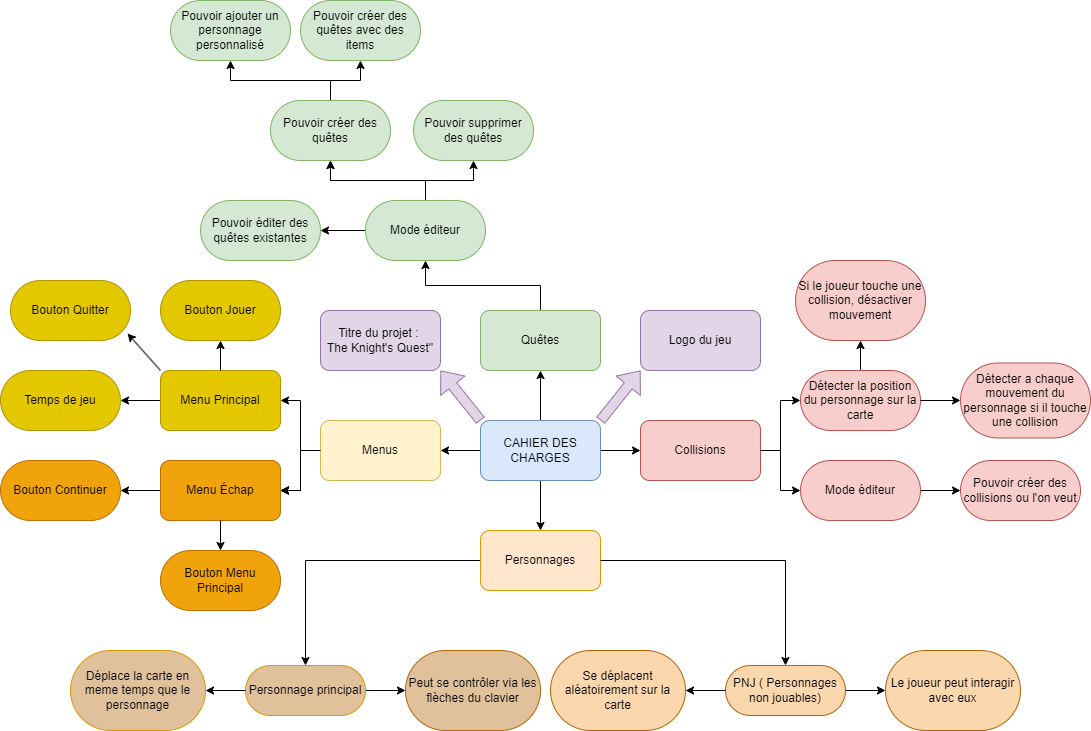 Pouvoir ajouter un
personnage
personnalisé
Pouvoir créer des
quêtes avec des
items
Pouvoir créer des
quêtes
Pouvoir supprimer
des quêtes
Pouvoir éditer des
quêtes existantes
Mode éditeur
Bouton Quitter
Bouton Jouer
Titre du projet :
The Knight's Quest"
Quêtes
Logo du jeu
Si le joueur touche une
collision, désactiver
mouvement
Temps de jeu
Menu Principal
Détecter la position
du personnage sur la
carte
Détecter a chaque
mouvement du
personnage si il touche
une collision
Menus
CAHIER DES
CHARGES
Collisions
Bouton Continuer
Menu Échap
Mode éditeur
Pouvoir créer des
collisions ou l'on veut
Bouton Menu
Principal
Personnages
Déplace la carte en
meme temps que le
personnage
Personnage principal
Peut se contrôler via les
flèches du clavier
Se déplacent
aléatoirement sur la
carte
PNJ ( Personnages
non jouables)
Le joueur peut interagir
avec eux